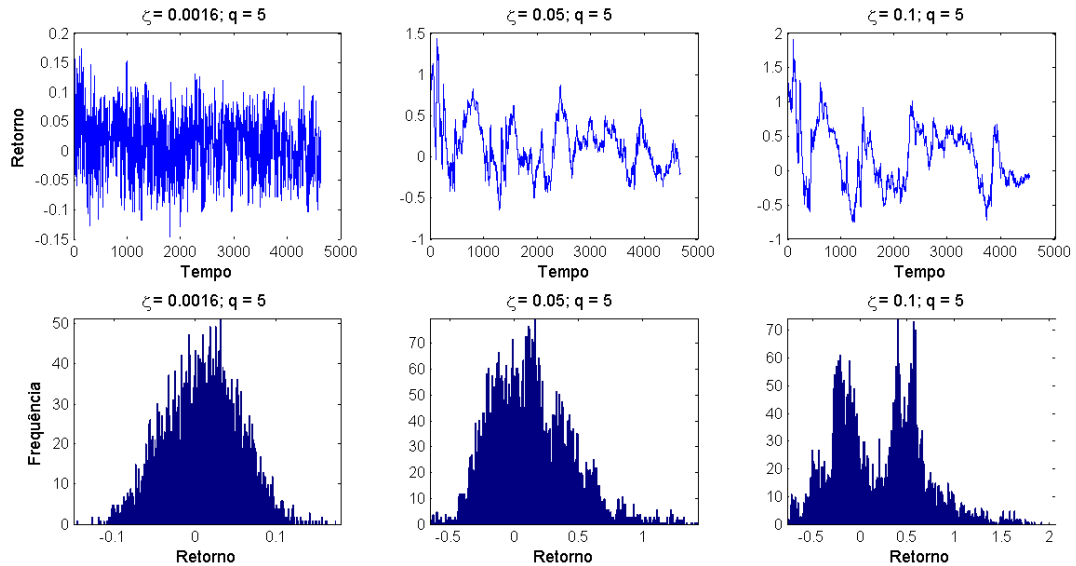 ζ = 0.0016; q = 5
ζ = 0.05; q = 5
ζ = 0.1; q = 5
0.2
0.15
0.1
0.05
0
-0.05
-0.1
-0.15
Retorno
0 1000 2000 3000 4000 5000
Tempo
1.5
1
0.5
0
-0.5
-1
0 1000 2000 3000 4000 5000
Tempo
2
1.5
1
0.5
0
-0.5
-1
0 1000 2000 3000 4000 5000
Tempo
ζ = 0.0016; q = 5
ζ = 0.05; q = 5
ζ = 0.1; q = 5
50
40
30
20
10
0
Frequência
-0.1 0 0.1
Retorno
70
60
50
40
30
20
10
0
-0.5 0 0.5 1
Retorno
70
60
50
40
30
20
10
0
-0.5 0 0.5 1 1.5 2
Retorno